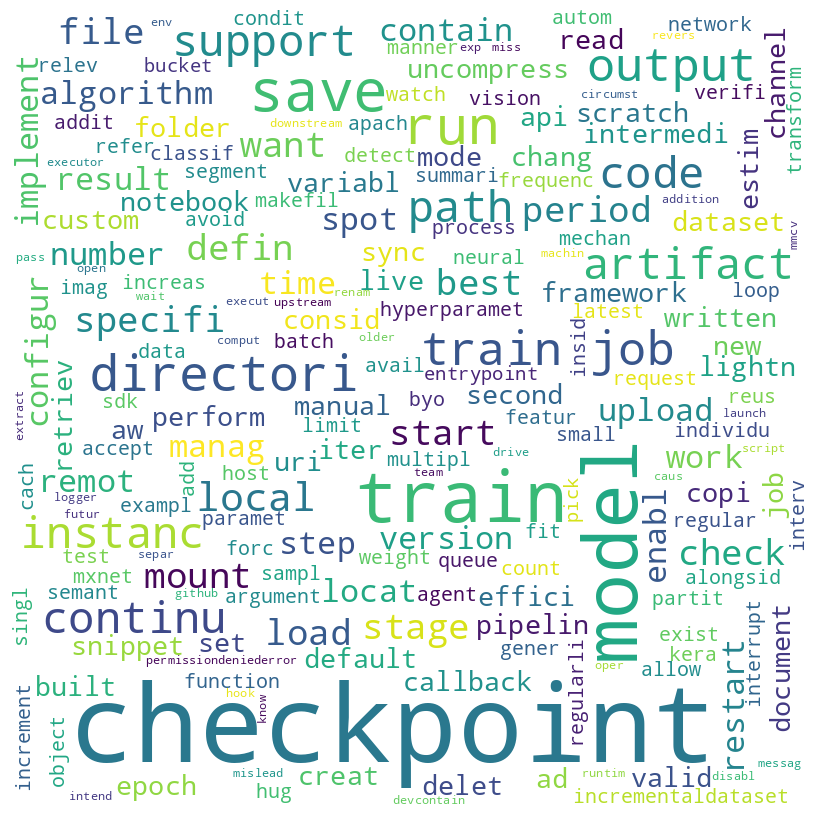 file
env
support
condit
contain
autom
network
manner
exp
miss
read
revers
relev
bucket
uncompress
output
channel
transform
algorithm
watch
vision
circumst
verifi
save
api
scratch
addit
folder
downstream
apach
run
intermedi
implement
refer
classif
want
detect
mode
chang
code
estim
executor
segment
summari
frequenc
result
notebook
variabl
makefil
path
period
addition
custom
avoid
spot
process
mechan
dataset
mmcv
number
defin
sync
neural
artifact
pass
open
imag
increas
time
live
best
machin
framework
loop
wait
renam
hyperparamet
latest
configur
specifi
execut
upstream
consid
batch
written
data
comput
older
train
job
insid
new
directori
avail
entrypoint
request
lightn
retriev
sdk
manual
byo
second
reus
extract
aw
perform
limit
featur
small
upload
launch
accept
manag
start
individu
uri
iter
multipl
drive
work
script
cach
remot
host
add
team
train
model
caus
logger
exampl
local
copi
job
futur
paramet
pick
enabl
regular
interv
instanc
version
fit
count
test
separ
forc
step
weight
queue
check
mxnet
mount
sampl
semant
github
argument
locat
agent
effici
alongsid
singl
partit
continu
load
stage
pipelin
snippet
set
exist
interrupt
document
permissiondeniederror
default
gener
kera
oper
allow
restart
built
function
callback
regularli
hook
know
checkpoint
increment
object
messag
mislead
runtim
disabl
epoch
creat
delet
ad
valid
intend
hug
devcontain
incrementaldataset